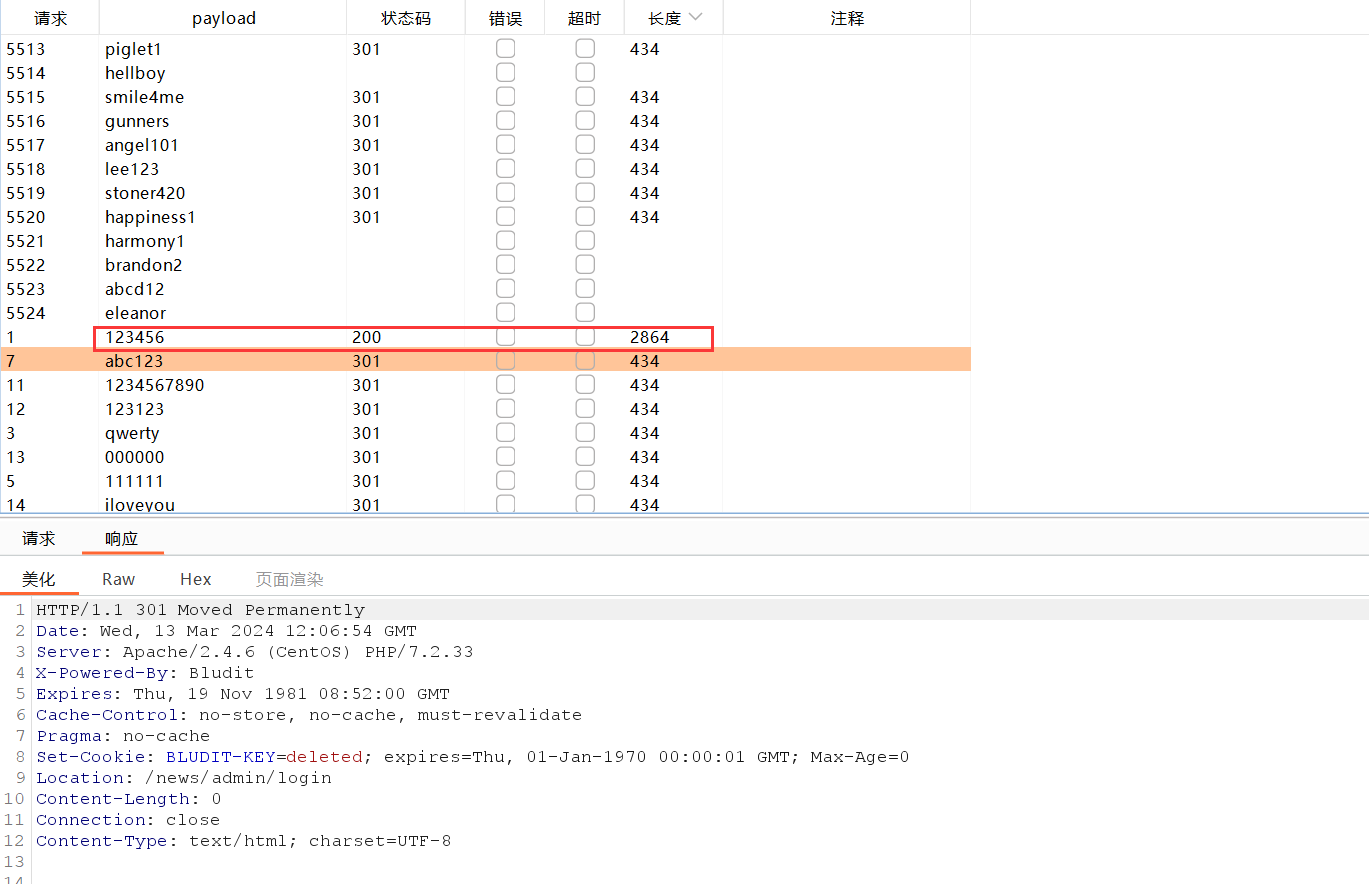 请求 payload 状态码 错误 超时 长度 注释
5513 piglet1 301 434
5514 hellboy
5515 smile4me 301 434
5516 gunners 301 434
5517 angel101 301 434
5518 lee123 301 434
5519 stoner420 301 434
5520 happiness1 301 434
5521 harmony1
5522 brandon2
5523 abcd12
5524 eleanor
1 123456 200 2864
7 abc123 301 434
11 1234567890 301 434
12 123123 301 434
3 qwerty 301 434
13 000000 301 434
5 111111 301 434
14 iloveyou 301 434
请求 响应
美化 Raw Hex 页面渲染
1 HTTP/1.1 301 Moved Permanently
2 Date: Wed, 13 Mar 2024 12:06:54 GMT
3 Server: Apache/2.4.6 (CentOS) PHP/7.2.33
4 X-Powered-By: Bludit
5 Expires: Thu, 19 Nov 1981 08:52:00 GMT
6 Cache-Control: no-store, no-cache, must-revalidate
7 Pragma: no-cache
8 Set-Cookie: BLUDIT-KEY=deleted; expires=Thu, 01-Jan-1970 00:00:01 GMT; Max-Age=0
9 Location: /news/admin/login
10 Content-Length: 0
11 Connection: close
12 Content-Type: text/html; charset=UTF-8
13
14